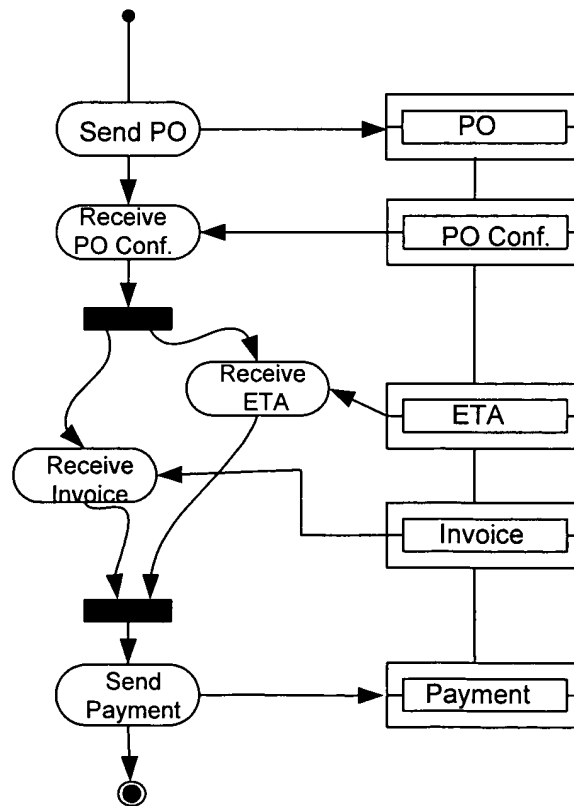 Send PO
PO
Receive
PO Conf.
PO Conf.
Receive
ETA
ETA
Receive
Invoice
Invoice
Send
Payment
Payment